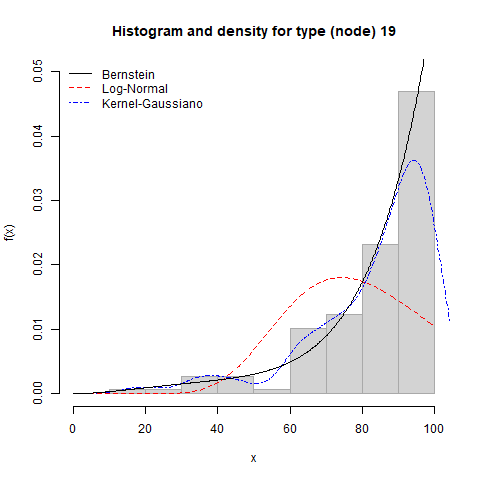 Histogram and density for type (node) 19
Bernstein
Log-Normal
Kernel-Gaussiano
f(x)
0.05
0.04
0.03
0.02
0.01
0.00
0 20 40 60 80 100
x